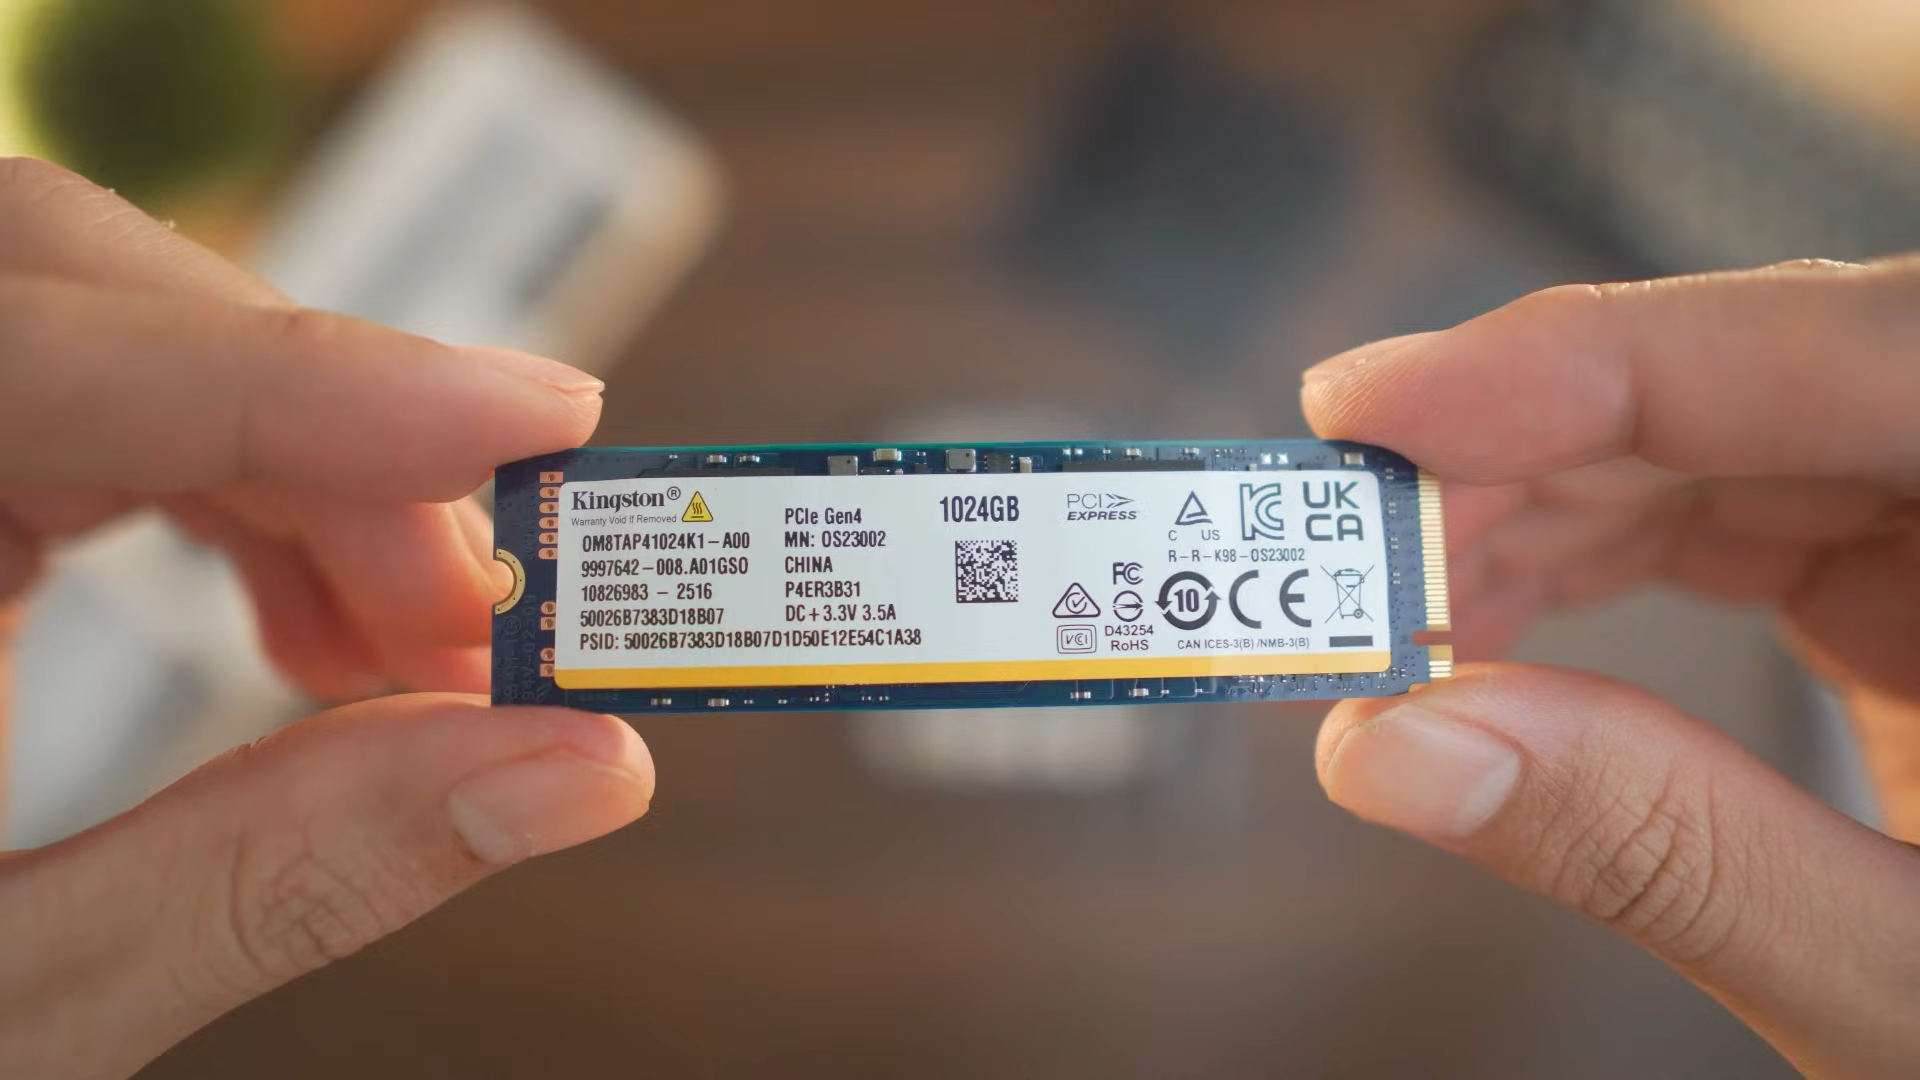 Kingston®
Warranty Void If Removed
OM8TAP41024K1-A00
9997642-008.A01GSO
10826983 - 2516
50026B7383D18B07
PSID: 50026B7383D18B07D1D50E12E54C1A38
PCIe Gen4
MN: OS23002
CHINA
P4ER3B31
DC+3.3V 3.5A
1024GB
PCI
EXPRESS
C US
UK
CA
R-R-K98-OS23002
FC
10
CE
VCI
D43254
RoHS
CAN ICES-3(B)/NMB-3(B)